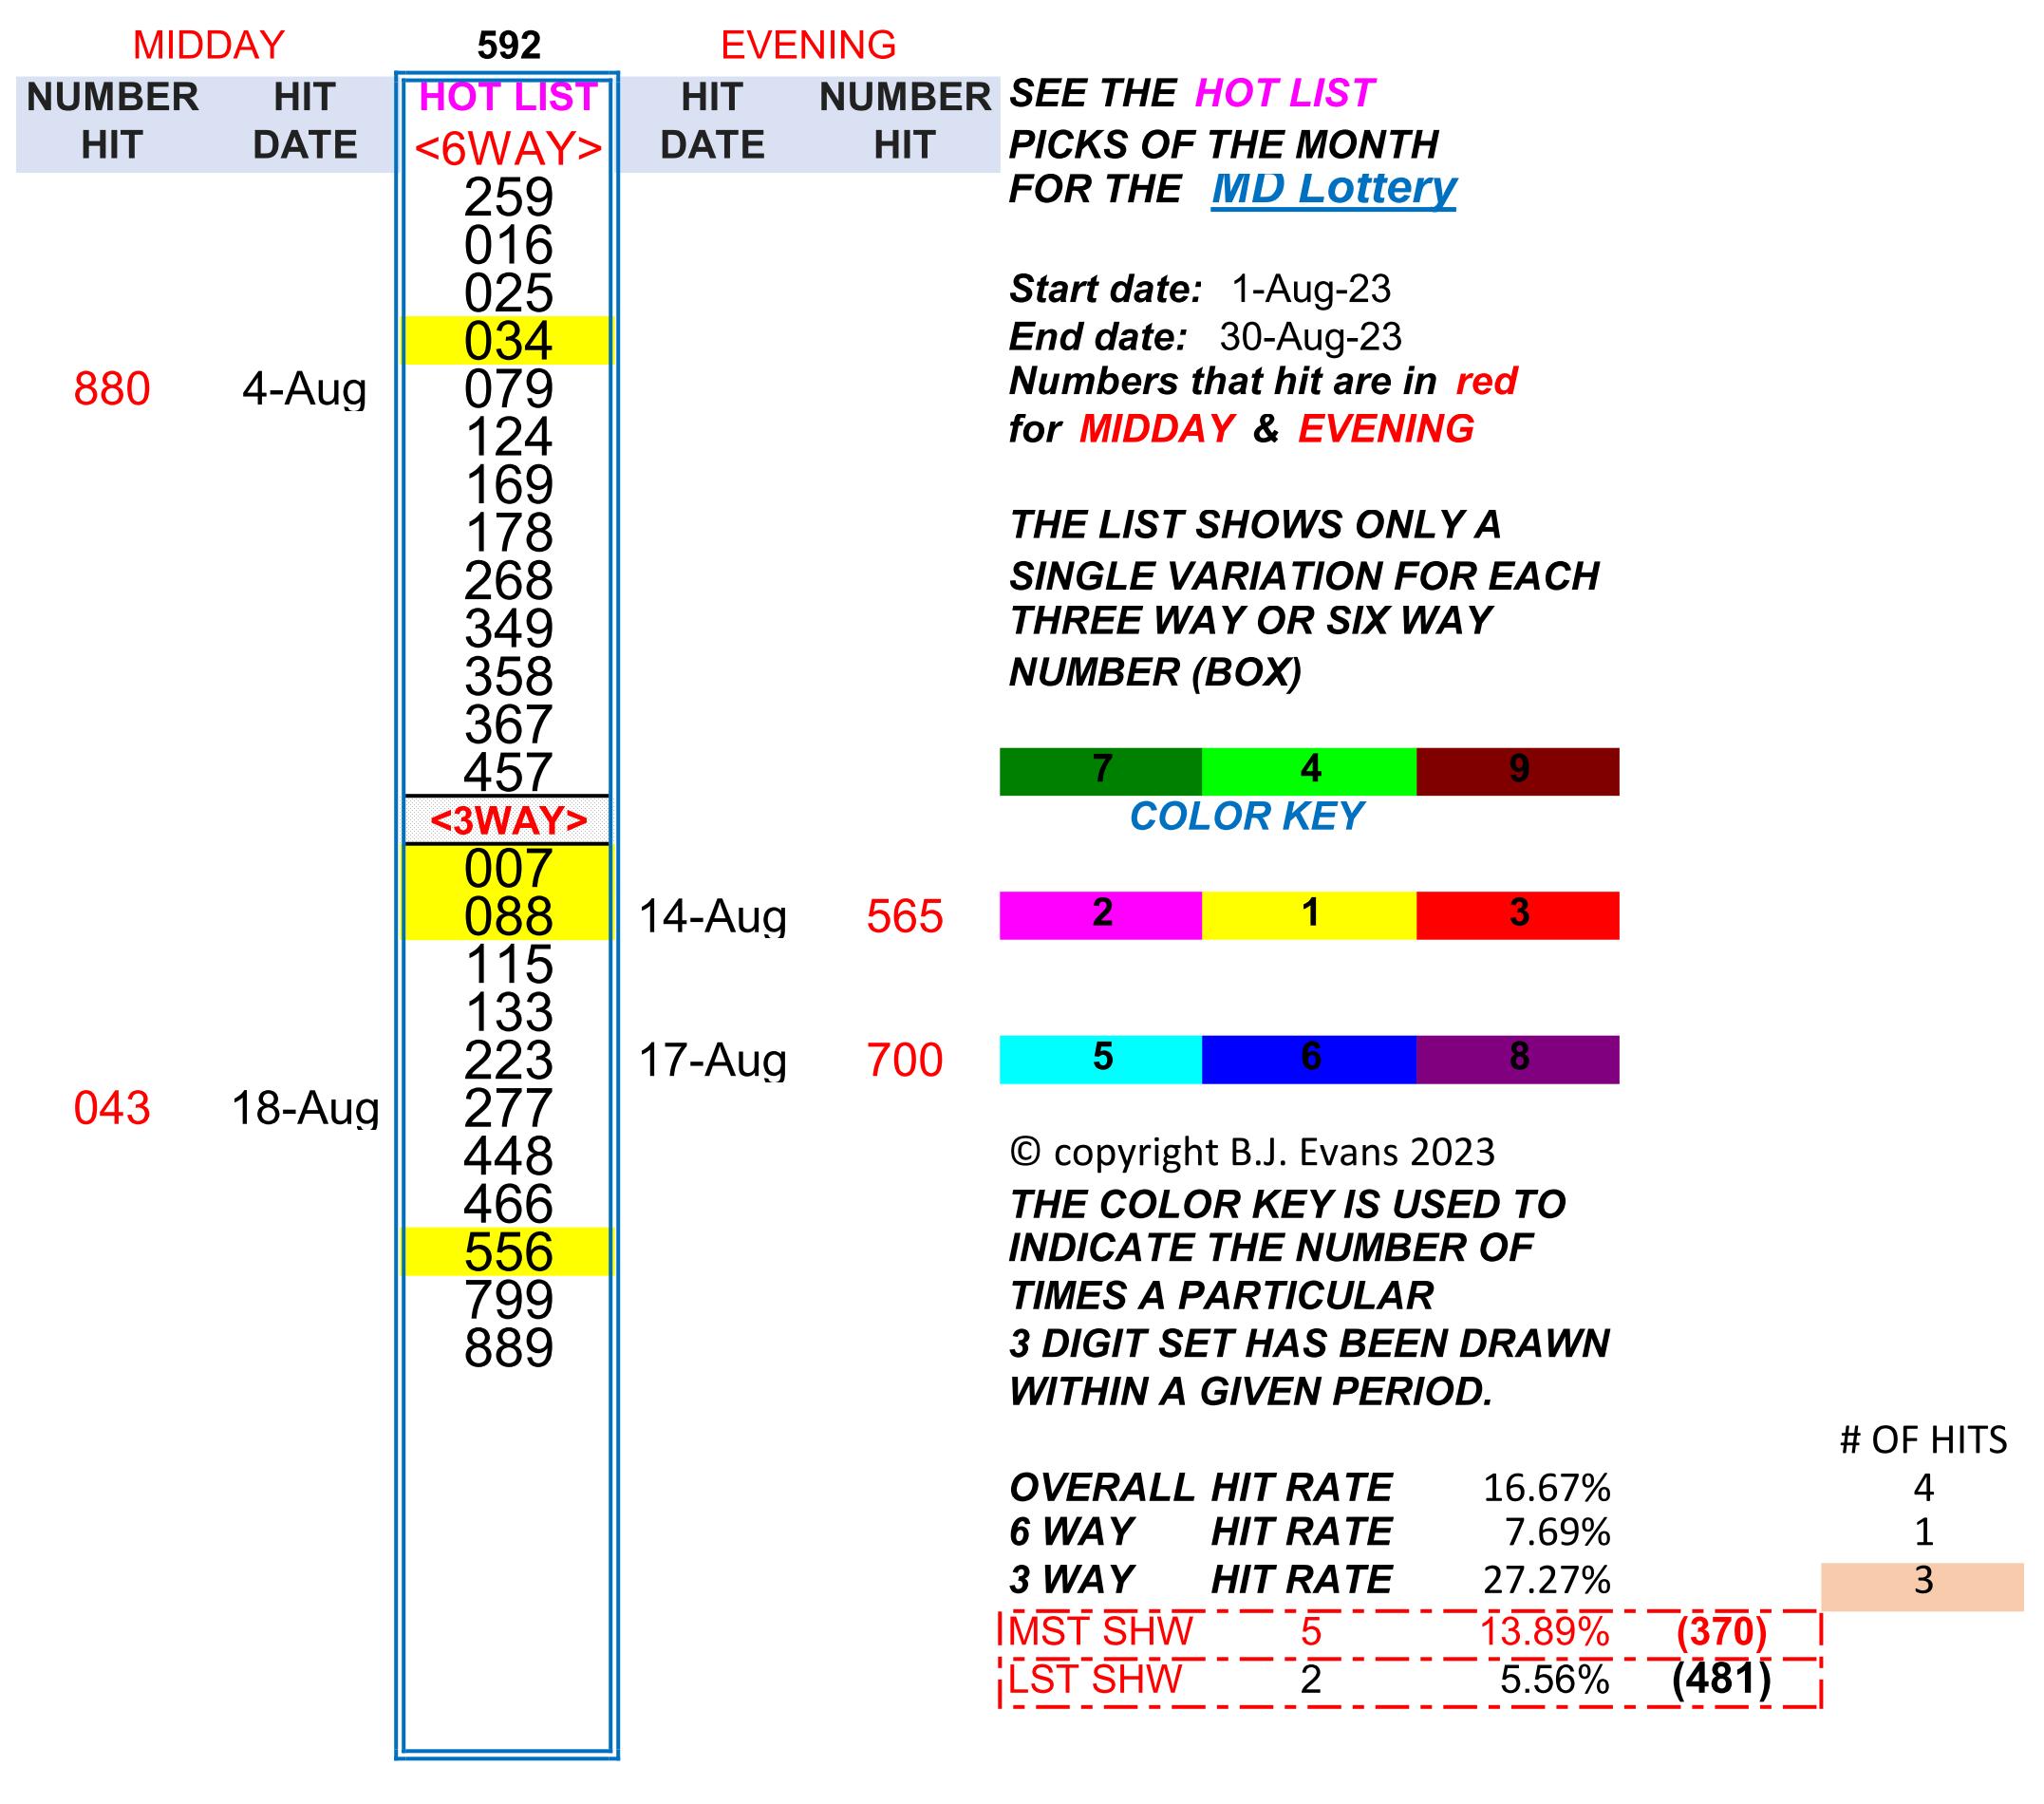 MIDDAY 592 EVENING
NUMBER HIT HOT LIST HIT NUMBER SEE THE HOT LIST
HIT DATE <6WAY> DATE HIT PICKS OF THE MONTH
259 FOR THE MD Lottery
016
025 Start date: 1-Aug-23
034 End date: 30-Aug-23
880 4-Aug 079 Numbers that hit are in red
124 for MIDDAY & EVENING
169
178 THE LIST SHOWS ONLY A
268 SINGLE VARIATION FOR EACH
349 THREE WAY OR SIX WAY
358 NUMBER (BOX)
367
457 7 4 9
<3WAY> COLOR KEY
007
088 14-Aug 565 2 1 3
115
133
223 17-Aug 700 5 6 8
043 18-Aug 277
448 © copyright B.J. Evans 2023
466 THE COLOR KEY IS USED TO
556 INDICATE THE NUMBER OF
799 TIMES A PARTICULAR
889 3 DIGIT SET HAS BEEN DRAWN
WITHIN A GIVEN PERIOD.
# OF HITS
OVERALL HIT RATE 16.67% 4
6 WAY HIT RATE 7.69% 1
3 WAY HIT RATE 27.27% 3
MST SHW 5 13.89% (370)
LST SHW 2 5.56% (481)